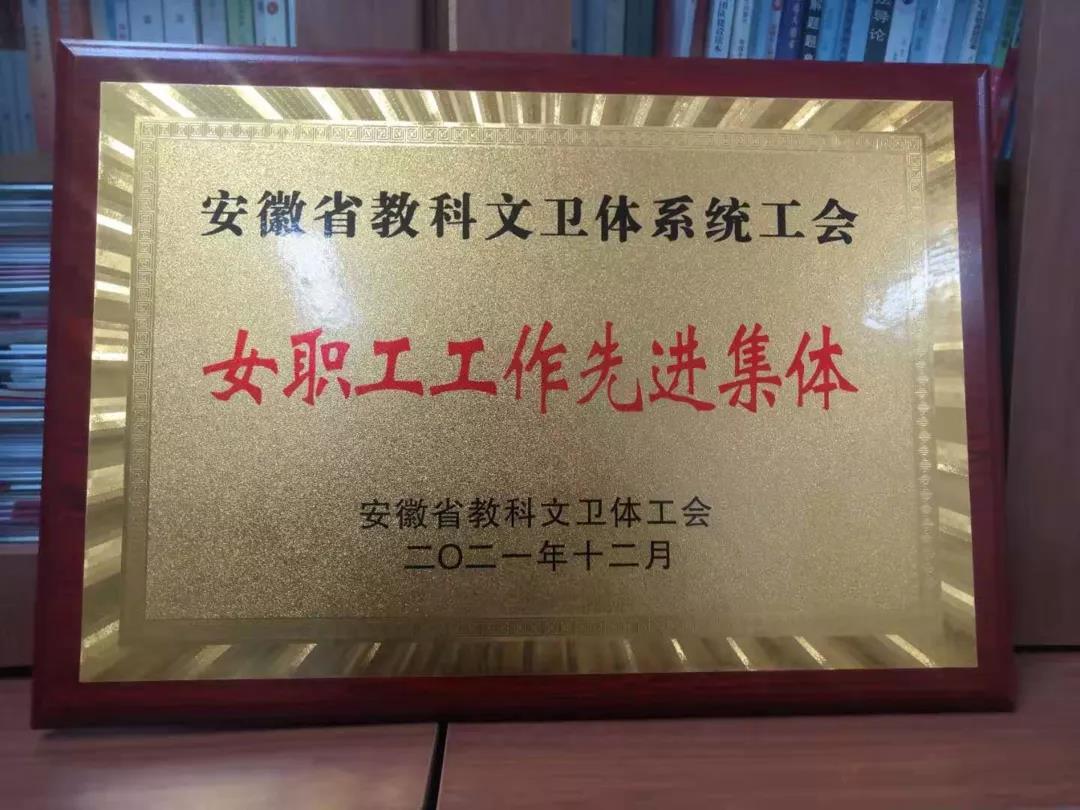 安徽省教科文卫体系统工会
女职工工作先进集体
安徽省教科文卫体工会
二〇二一年十二月